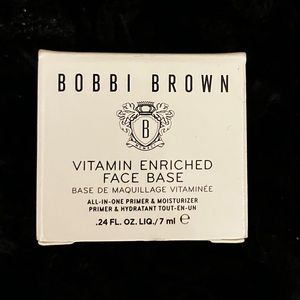 BOBBI BROWN
B
VITAMIN ENRICHED
FACE BASE
BASE DE MAQUILLAGE VITAMINÉE
ALL-IN-ONE PRIMER & MOISTURIZER
PRIMER & HYDRATANT TOUT-EN-UN
.24 FL. OZ. LIQ./7 ml ℮